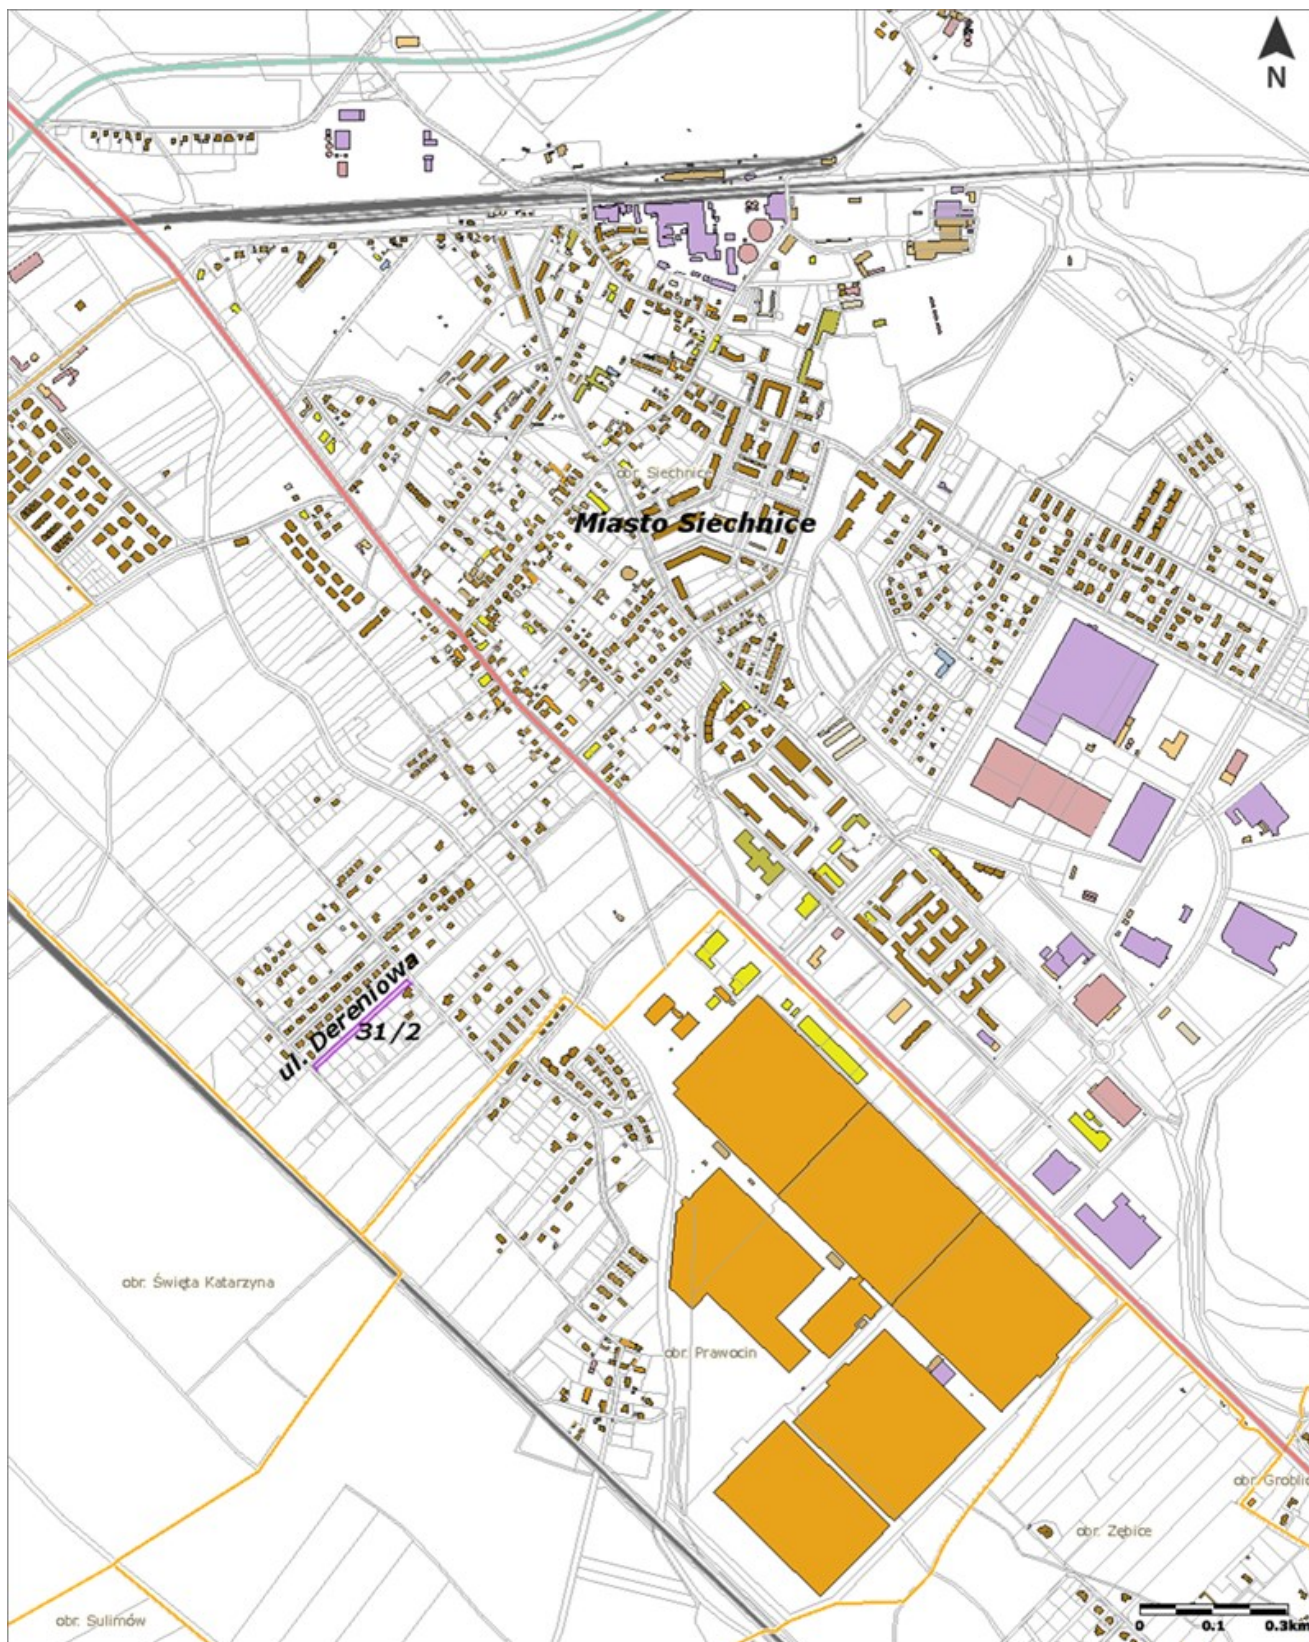 N
obr. Siechnice
Miasto Siechnice
ul. Dereniowa
31/2
obr. Święta Katarzyna
obr. Prawocin
obr. Groblic
obr. Zębice
obr. Sulimów
0 0.1 0.3km